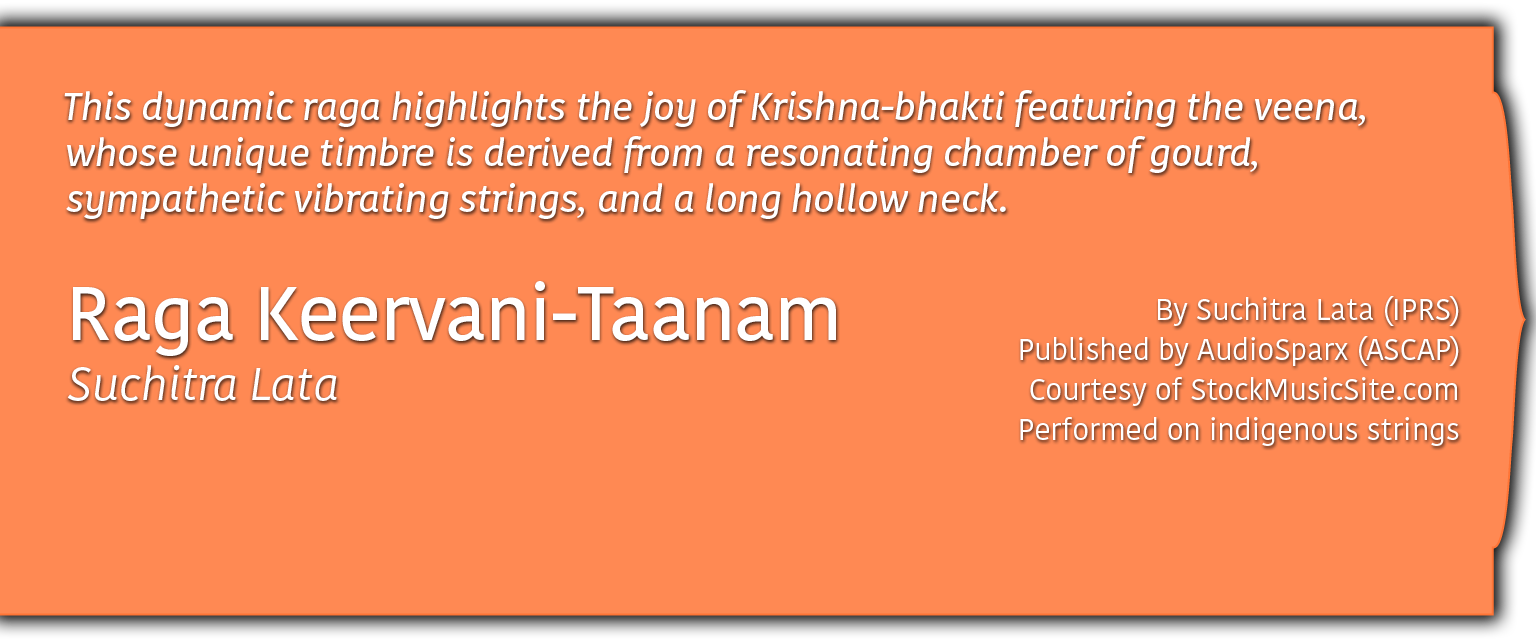 This dynamic raga highlights the joy of Krishna-bhakti featuring the veena,
whose unique timbre is derived from a resonating chamber of gourd,
sympathetic vibrating strings, and a long hollow neck.
Raga Keervani-Taanam
Suchitra Lata
By Suchitra Lata (IPRS)
Published by AudioSparx (ASCAP)
Courtesy of StockMusicSite.com
Performed on indigenous strings